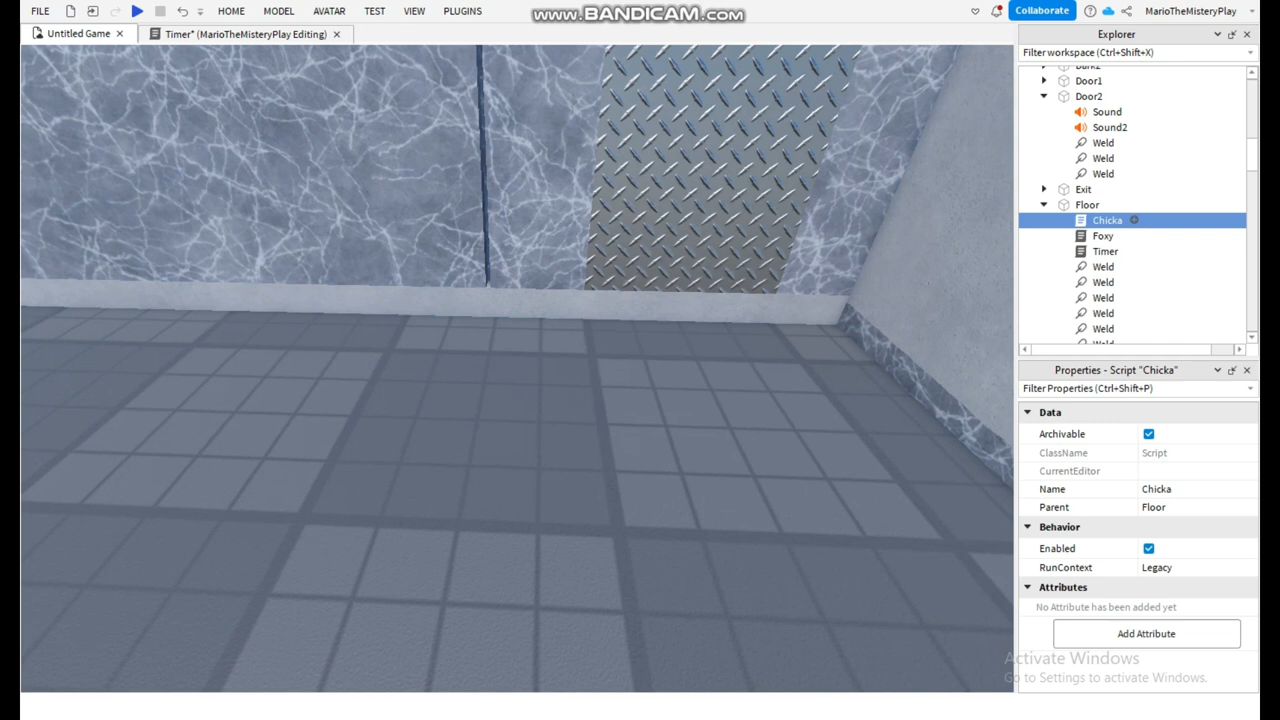 FILE HOME MODEL AVATAR TEST VIEW PLUGINS www.BANDICAM.com Collaborate MarioTheMisteryPlay
Untitled Game Timer* (MarioTheMisteryPlay Editing)
Explorer
Filter workspace (Ctrl+Shift+X)
Dark2
Door1
Door2
Sound
Sound2
Weld
Weld
Weld
Exit
Floor
Chicka
Foxy
Timer
Weld
Weld
Weld
Weld
Weld
Weld
Properties - Script "Chicka"
Filter Properties (Ctrl+Shift+P)
Data
Archivable
ClassName Script
CurrentEditor
Name Chicka
Parent Floor
Behavior
Enabled
RunContext Legacy
Attributes
No Attribute has been added yet
Add Attribute
Activate Windows
Go to Settings to activate Windows.